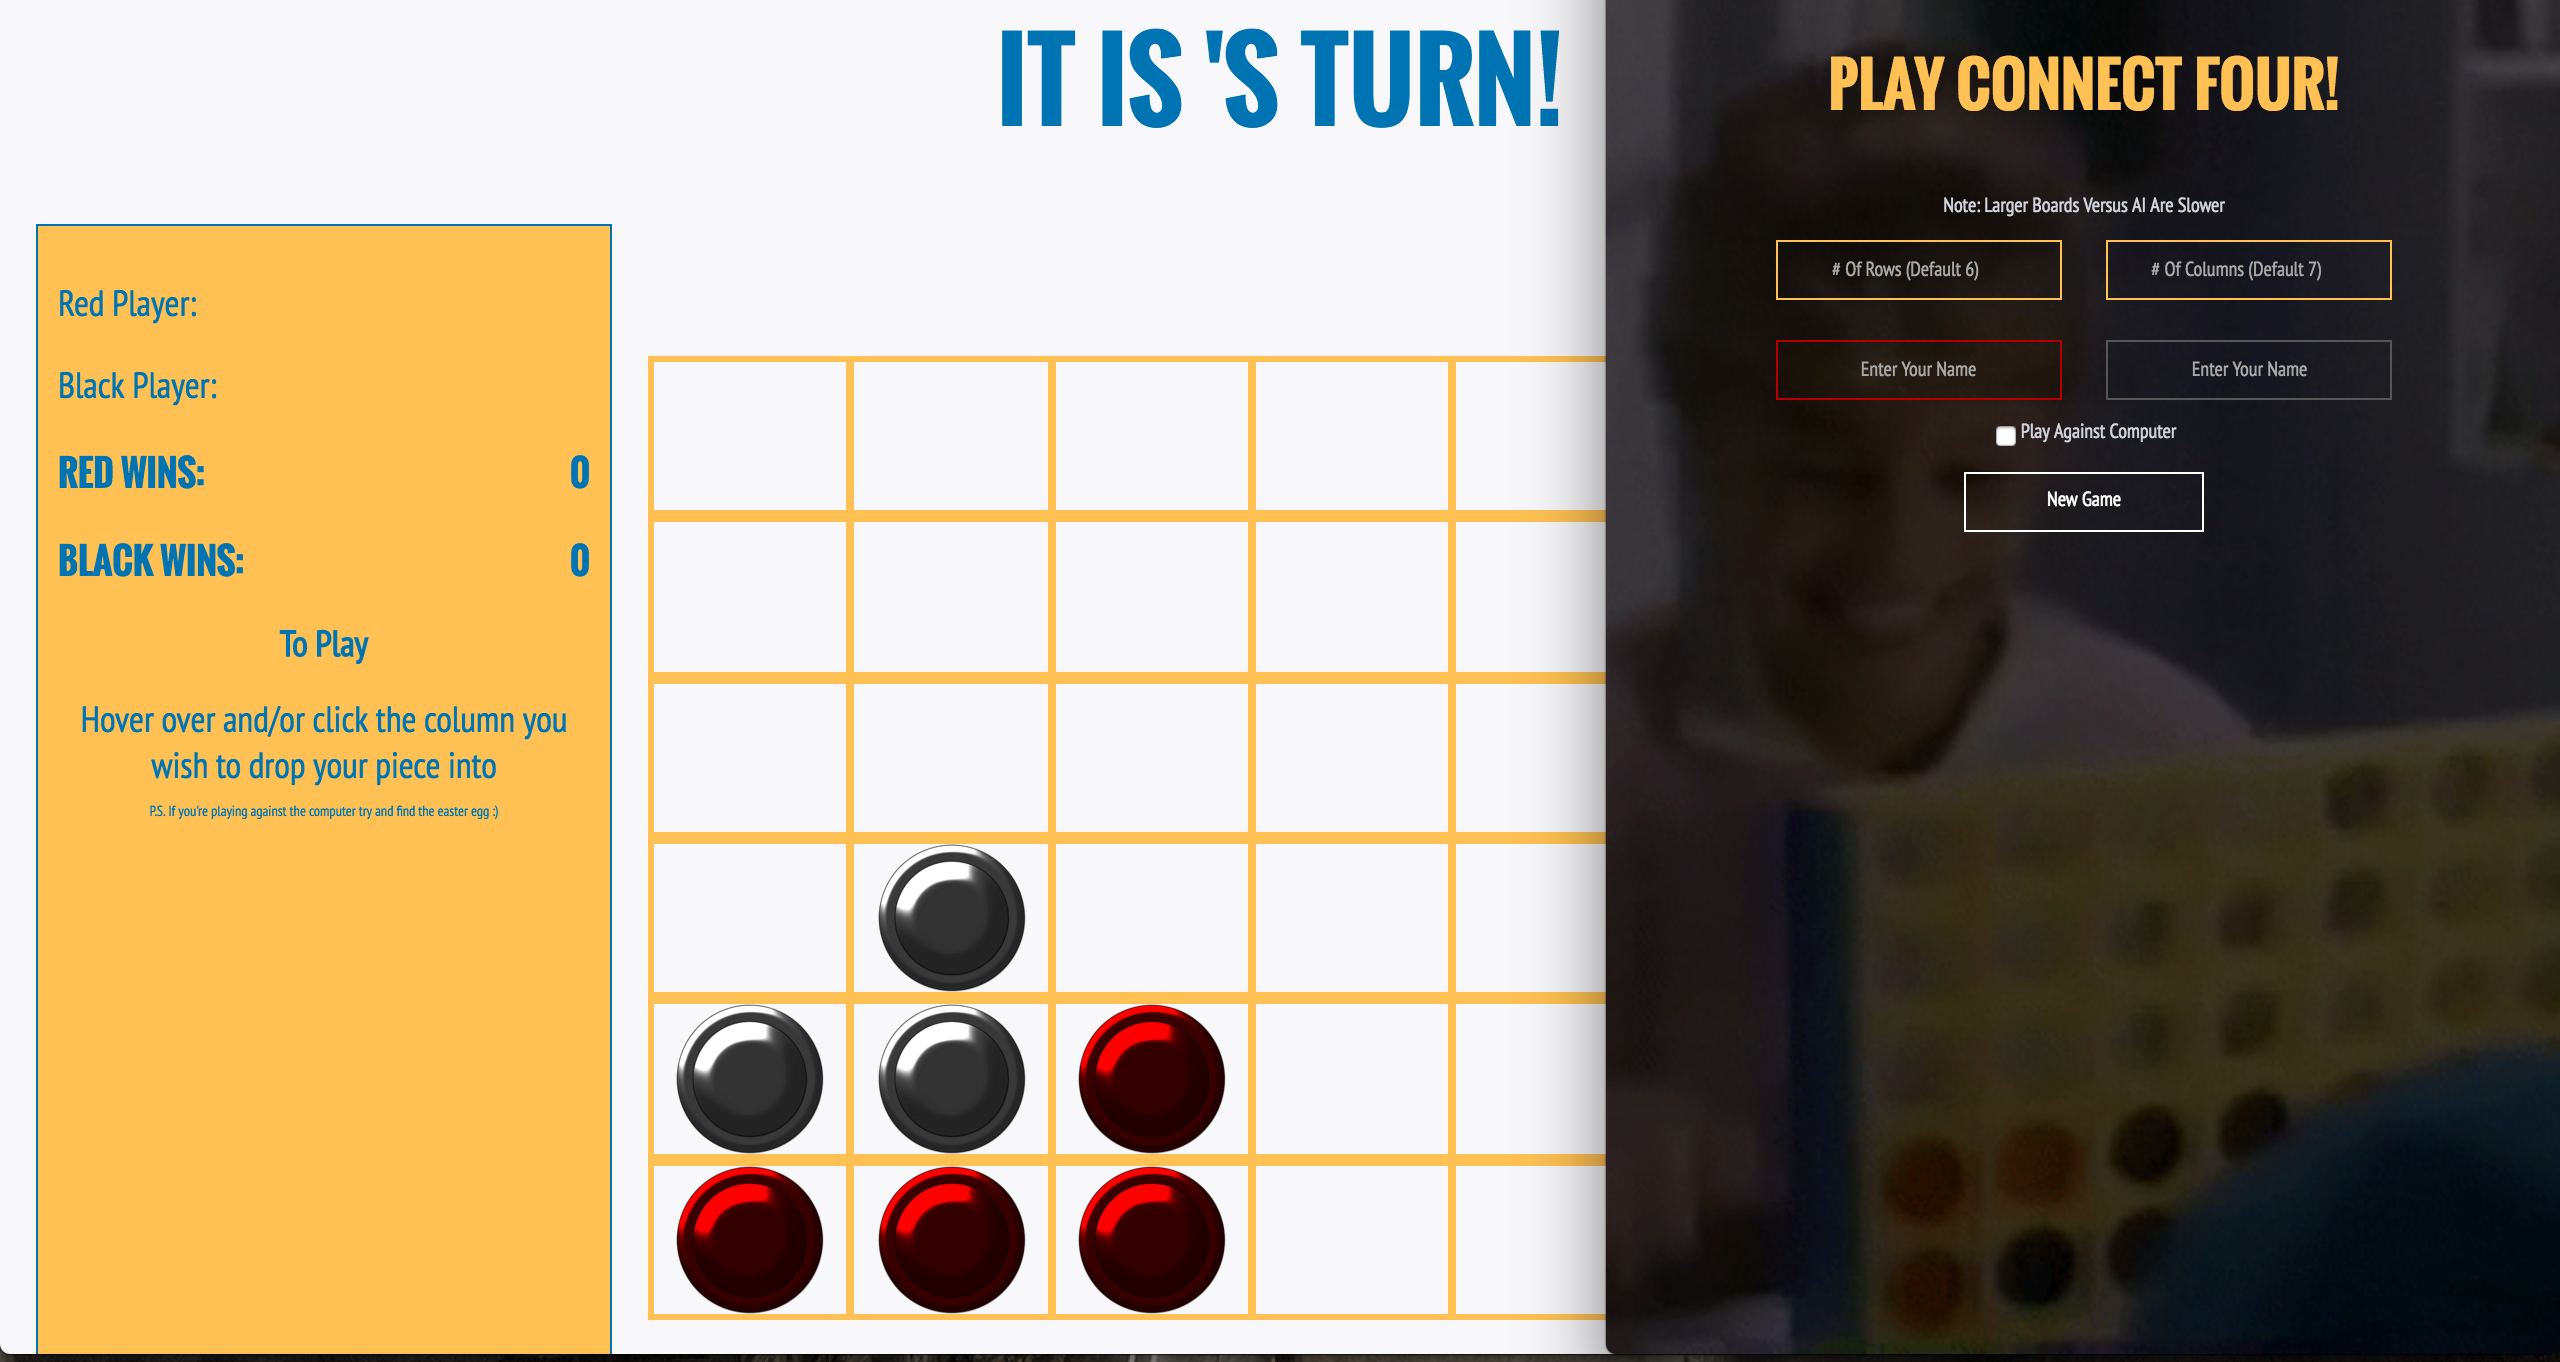 IT IS 'S TURN!
Red Player:
Black Player:
RED WINS: 0
BLACK WINS: 0
To Play
Hover over and/or click the column you
wish to drop your piece into
P.S. If you're playing against the computer try and find the easter egg :)
PLAY CONNECT FOUR!
Note: Larger Boards Versus AI Are Slower
# Of Rows (Default 6)
# Of Columns (Default 7)
Enter Your Name
Enter Your Name
Play Against Computer
New Game